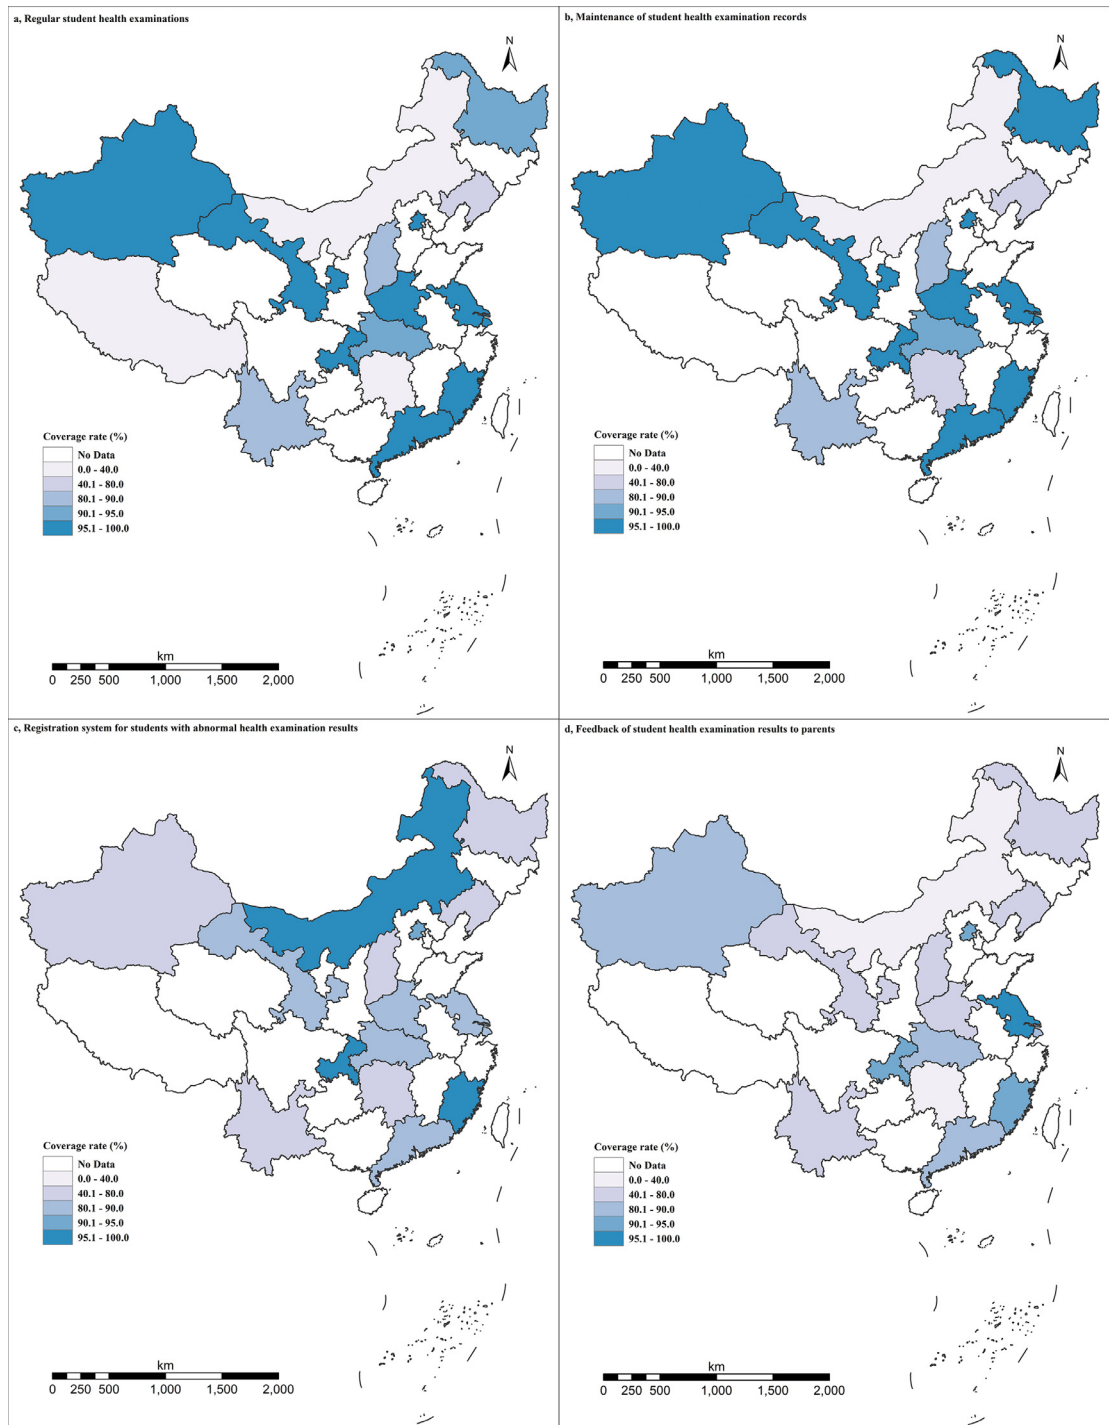 a, Regular student health examinations
N
Coverage rate (%)
No Data
0.0 - 40.0
40.1 - 80.0
80.1 - 90.0
90.1 - 95.0
95.1 - 100.0
km
0 250 500 1,000 1,500 2,000
b, Maintenance of student health examination records
N
Coverage rate (%)
No Data
0.0 - 40.0
40.1 - 80.0
80.1 - 90.0
90.1 - 95.0
95.1 - 100.0
km
0 250 500 1,000 1,500 2,000
c, Registration system for students with abnormal health examination results
N
Coverage rate (%)
No Data
0.0 - 40.0
40.1 - 80.0
80.1 - 90.0
90.1 - 95.0
95.1 - 100.0
km
0 250 500 1,000 1,500 2,000
d, Feedback of student health examination results to parents
N
Coverage rate (%)
No Data
0.0 - 40.0
40.1 - 80.0
80.1 - 90.0
90.1 - 95.0
95.1 - 100.0
km
0 250 500 1,000 1,500 2,000